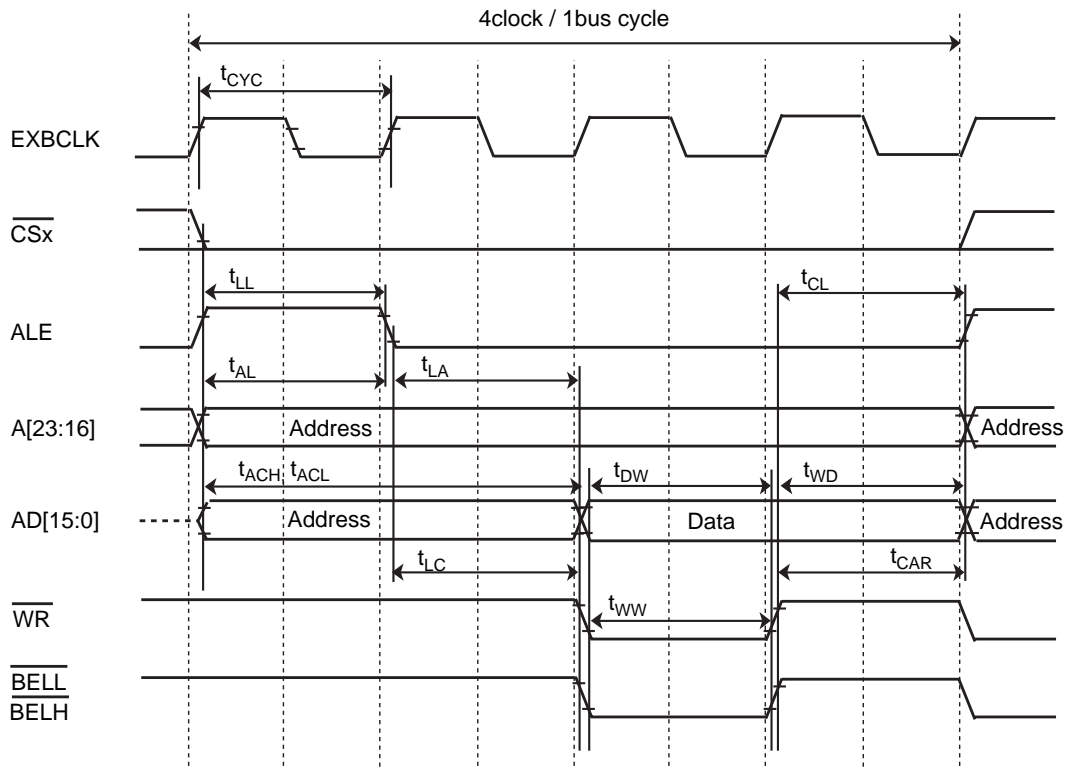 4clock / 1bus cycle
tCYC
EXBCLK
CSx
tLL
tCL
ALE
tAL
tLA
A[23:16]
Address
Address
tACH, tACL
tDW
tWD
AD[15:0]
Address
Data
Address
tLC
tCAR
WR
tWW
BELL
BELH